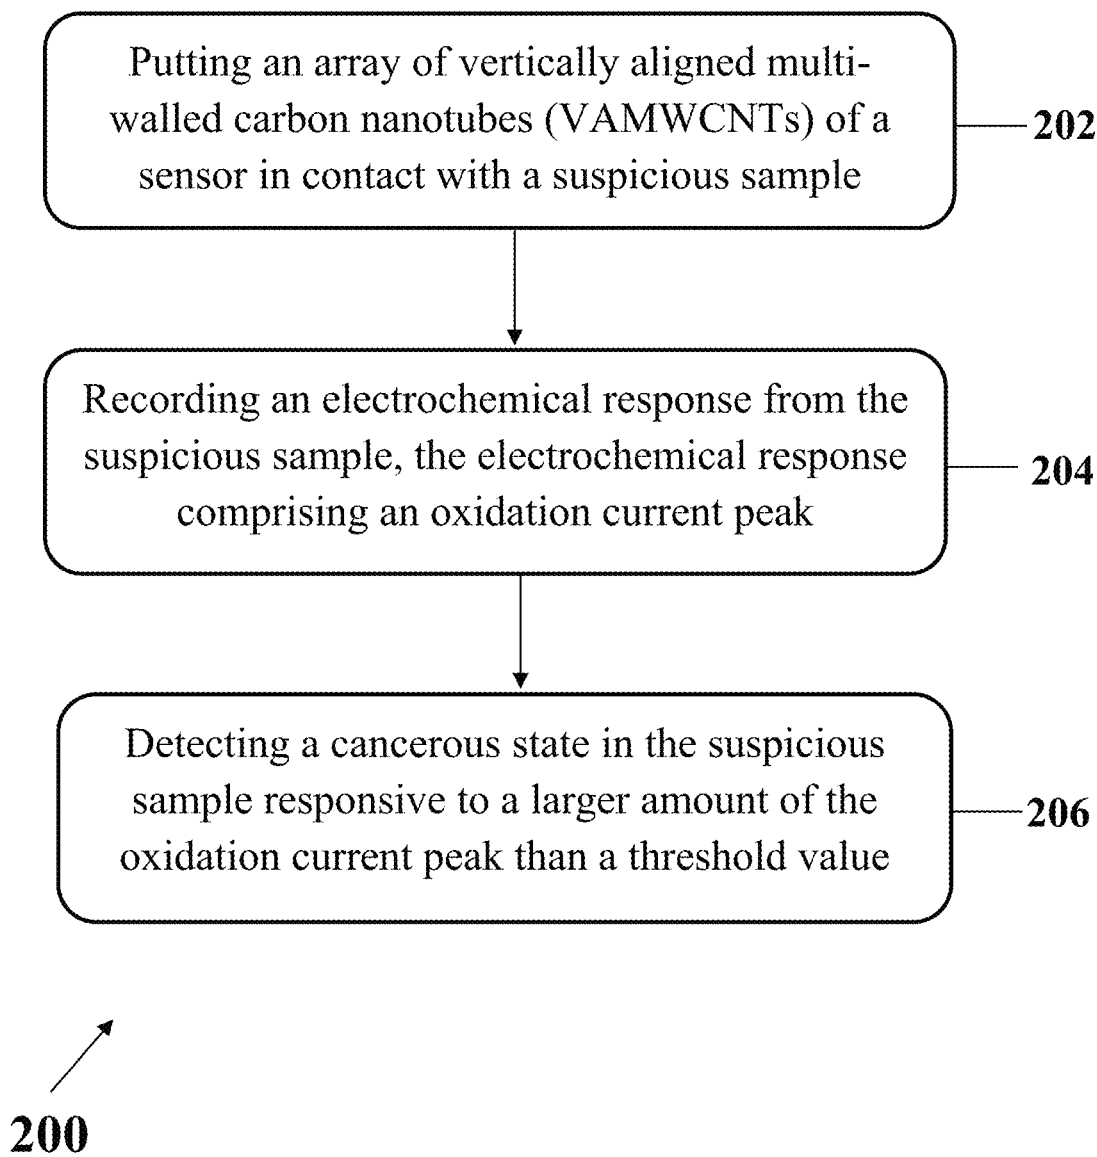 Putting an array of vertically aligned multi-
walled carbon nanotubes (VAMWCNTs) of a
sensor in contact with a suspicious sample
202
Recording an electrochemical response from the
suspicious sample, the electrochemical response
comprising an oxidation current peak
204
Detecting a cancerous state in the suspicious
sample responsive to a larger amount of the
oxidation current peak than a threshold value
206
200